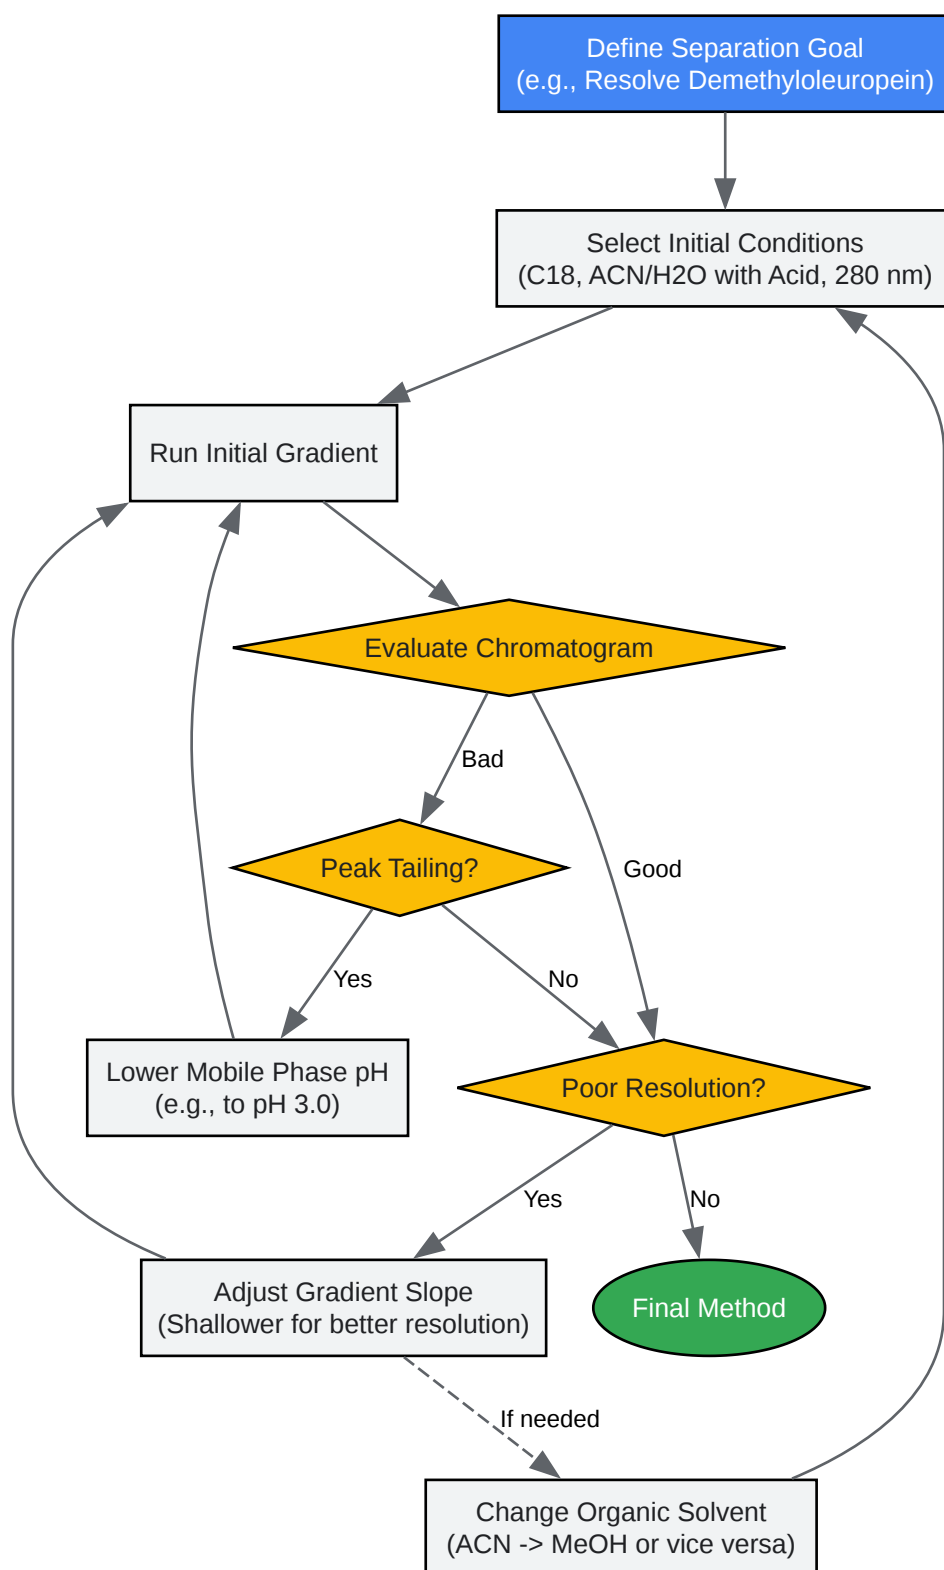 Define Separation Goal
(e.g., Resolve Demethyloleuropein)
Select Initial Conditions
(C18, ACN/H2O with Acid, 280 nm)
Run Initial Gradient
Evaluate Chromatogram
Bad
Peak Tailing?
Good
Yes
No
Lower Mobile Phase pH
(e.g., to pH 3.0)
Poor Resolution?
Yes
No
Adjust Gradient Slope
(Shallower for better resolution)
Final Method
If needed
Change Organic Solvent
(ACN -> MeOH or vice versa)